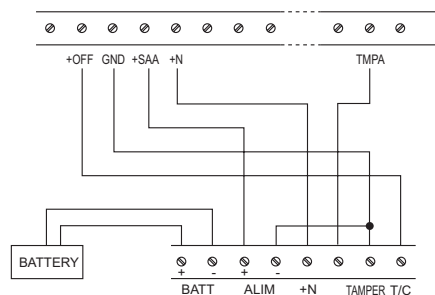 +OFF GND +SAA +N TMPA
BATTERY
+ - + -
BATT ALIM +N TAMPER T/C